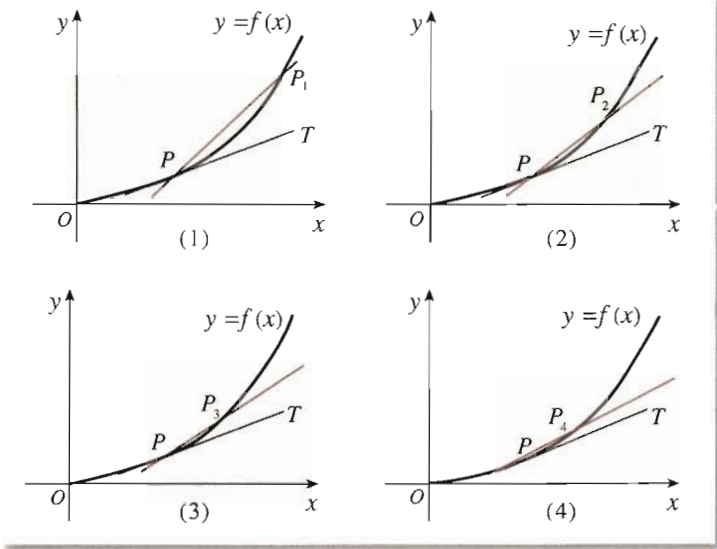 y y = f (x) P₁ T P O x (1)
y y = f (x) P₂ T P O x (2)
y y = f (x) P₃ T P O x (3)
y y = f (x) P₄ T P O x (4)